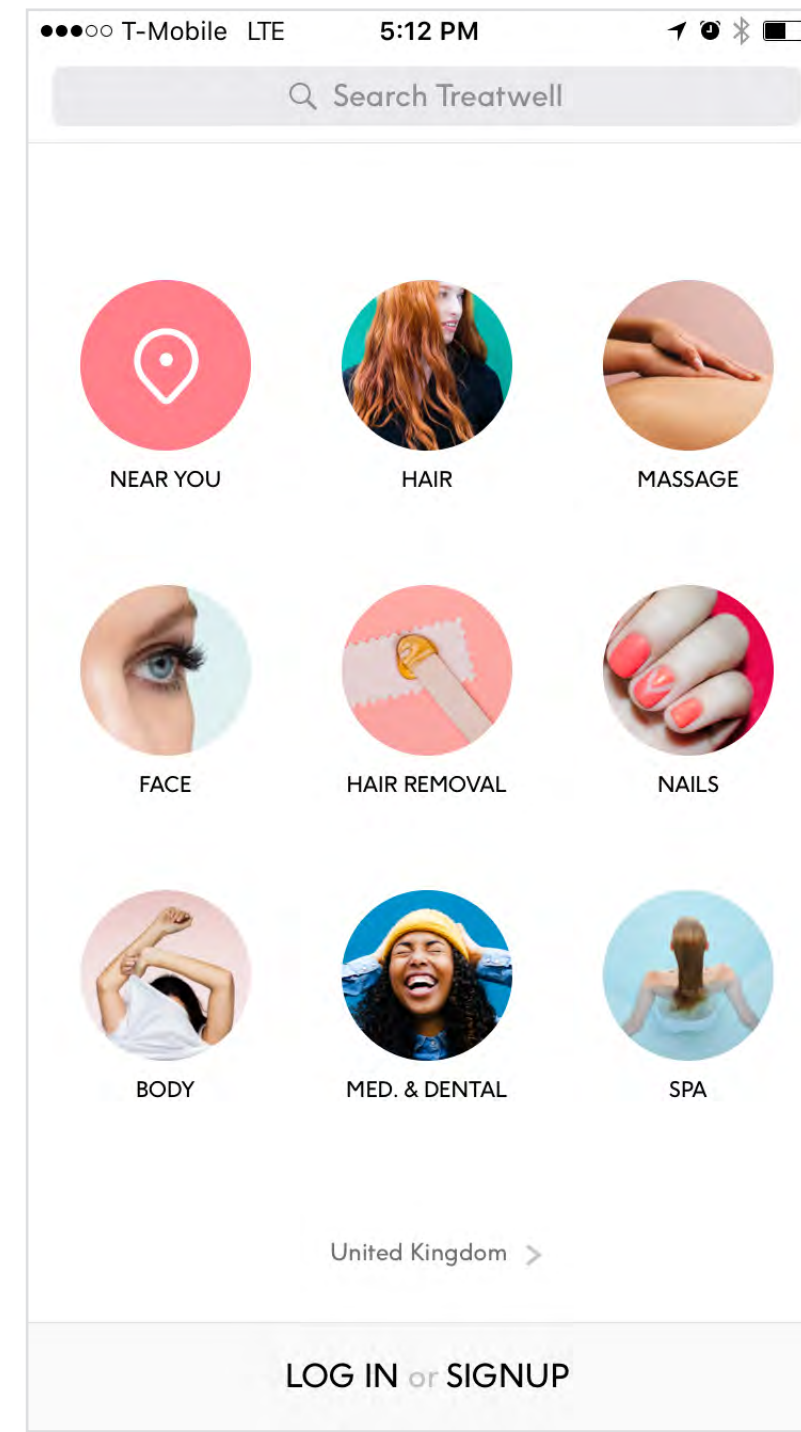 T-Mobile LTE 5:12 PM
Search Treatwell
NEAR YOU HAIR MASSAGE
FACE HAIR REMOVAL NAILS
BODY MED. & DENTAL SPA
United Kingdom >
LOG IN or SIGNUP